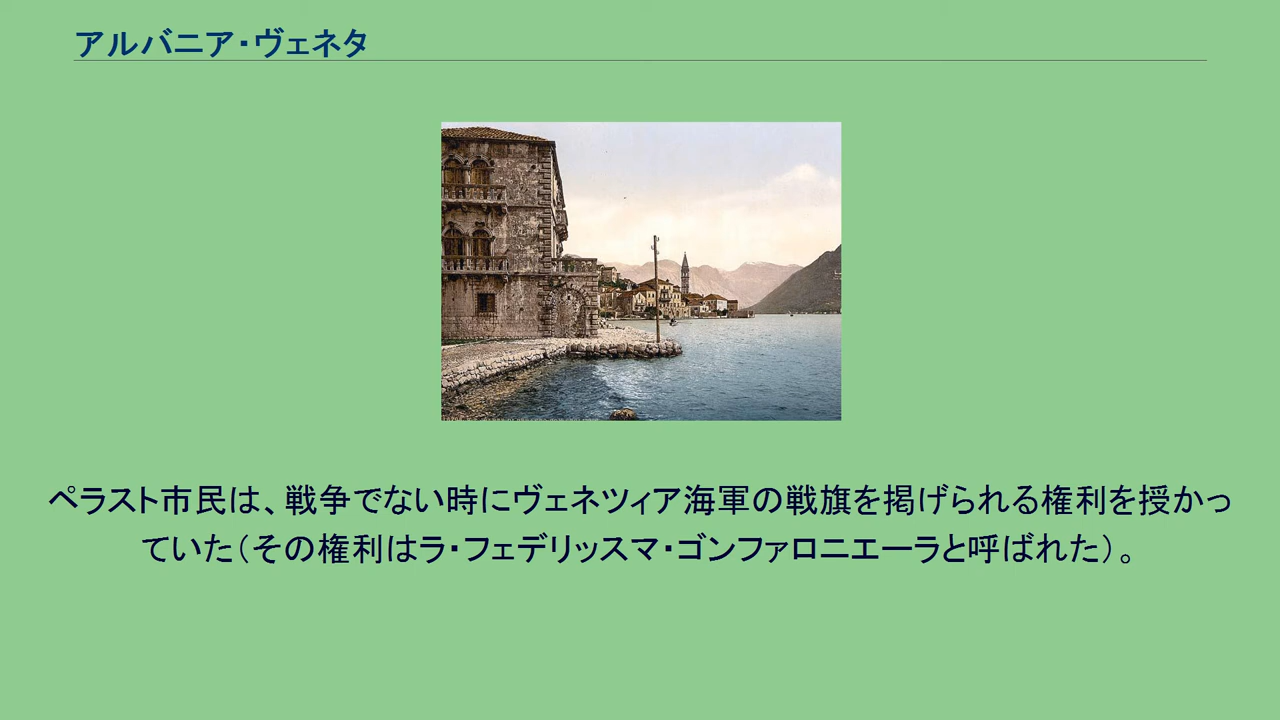 アルバニア・ヴェネタ
ペラスト市民は、戦争でない時にヴェネツィア海軍の戦旗を掲げられる権利を授かっ
ていた(その権利はラ・フェデリッスマ・ゴンファロニエーラと呼ばれた)。